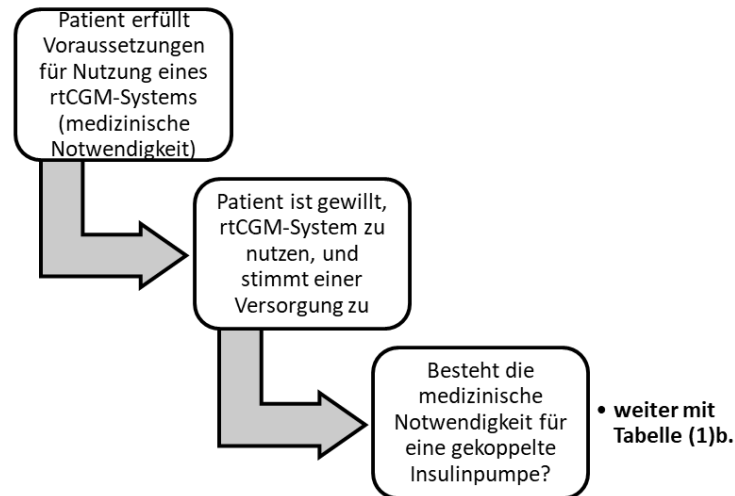 Patient erfüllt
Voraussetzungen
für Nutzung eines
rtCGM-Systems
(medizinische
Notwendigkeit)
Patient ist gewillt,
rtCGM-System zu
nutzen, und
stimmt einer
Versorgung zu
Besteht die
medizinische
Notwendigkeit für
eine gekoppelte
Insulinpumpe?
• weiter mit
Tabelle (1)b.